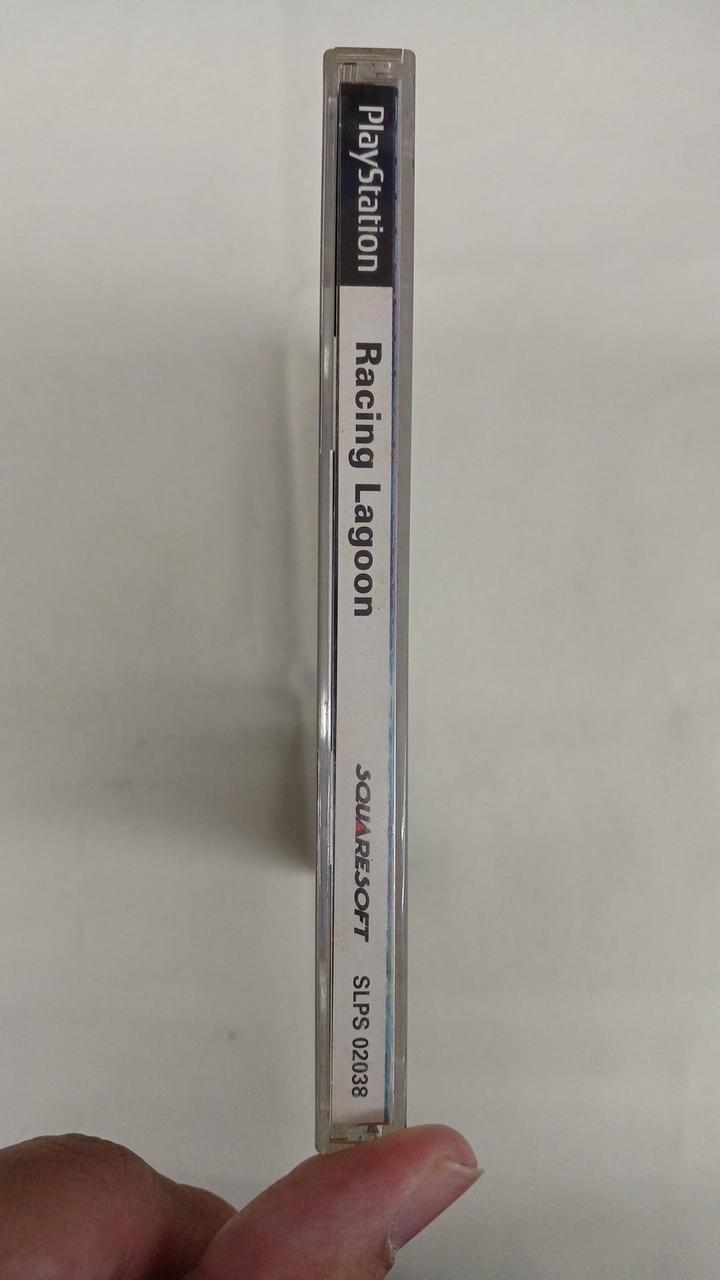 PlayStation
Racing Lagoon
SQUARESOFT
SLPS 02038